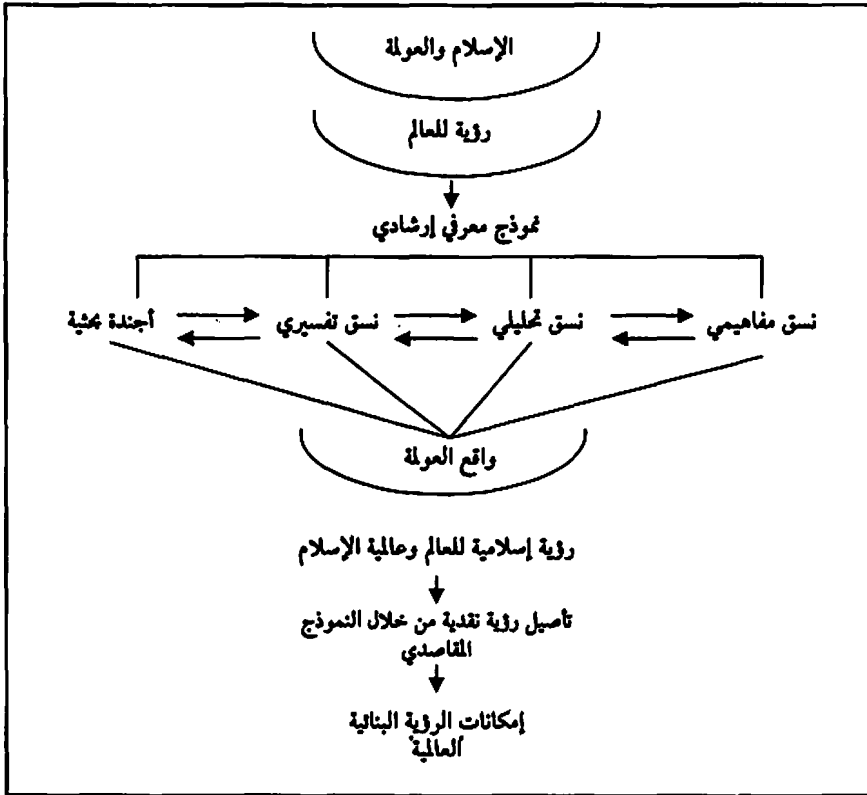 الإسلام والعولمة
رؤية للعالم
نموذج معرفي إرشادي
نسق مفاهيمي
نسق تحليلي
نسق تفسيري
أجندة بحثية
واقع العولمة
رؤية إسلامية للعالم وعالمية الإسلام
تأصيل رؤية نقدية من خلال النموذج
المقاصدي
إمكانات الرؤية البنائية
العالمية